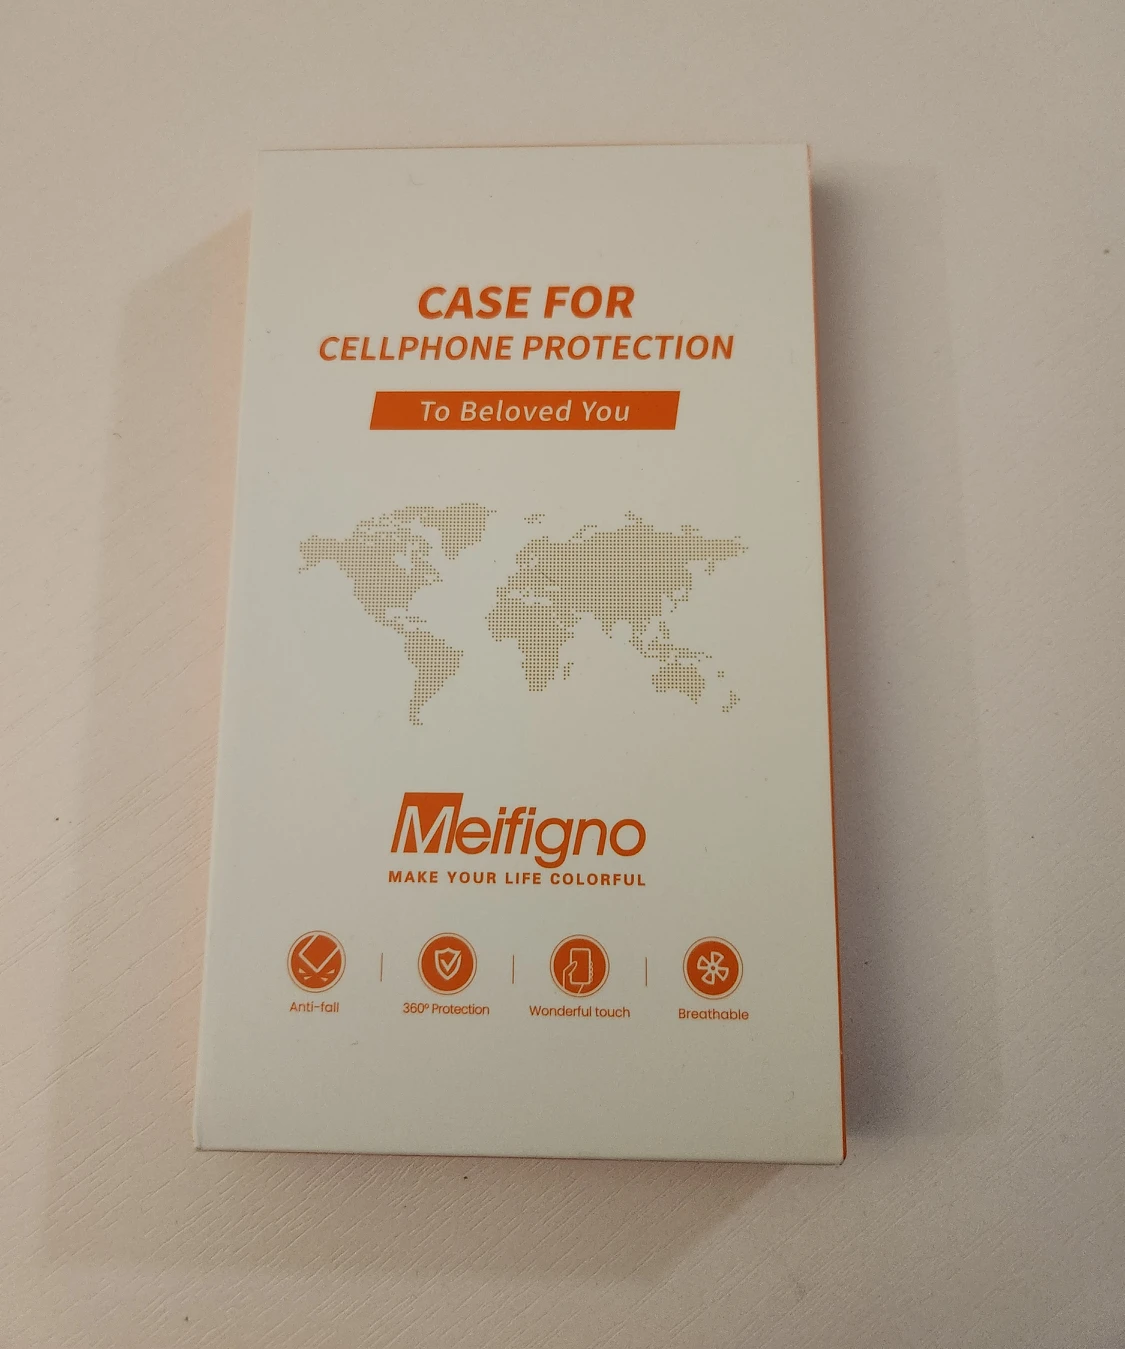 CASE FOR
CELLPHONE PROTECTION
To Beloved You
Meifigno
MAKE YOUR LIFE COLORFUL
Anti-fall
360° Protection
Wonderful touch
Breathable